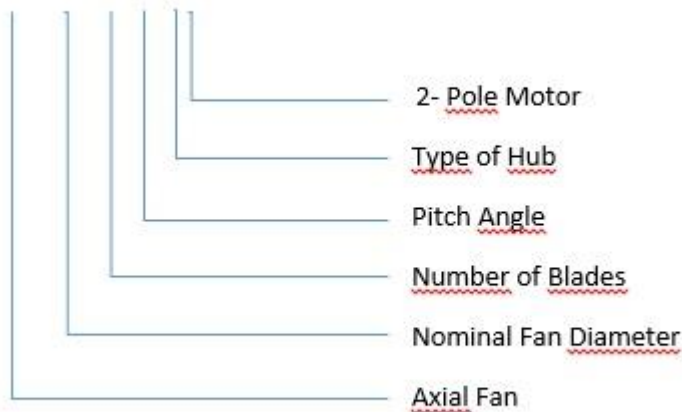 2- Pole Motor
Type of Hub
Pitch Angle
Number of Blades
Nominal Fan Diameter
Axial Fan